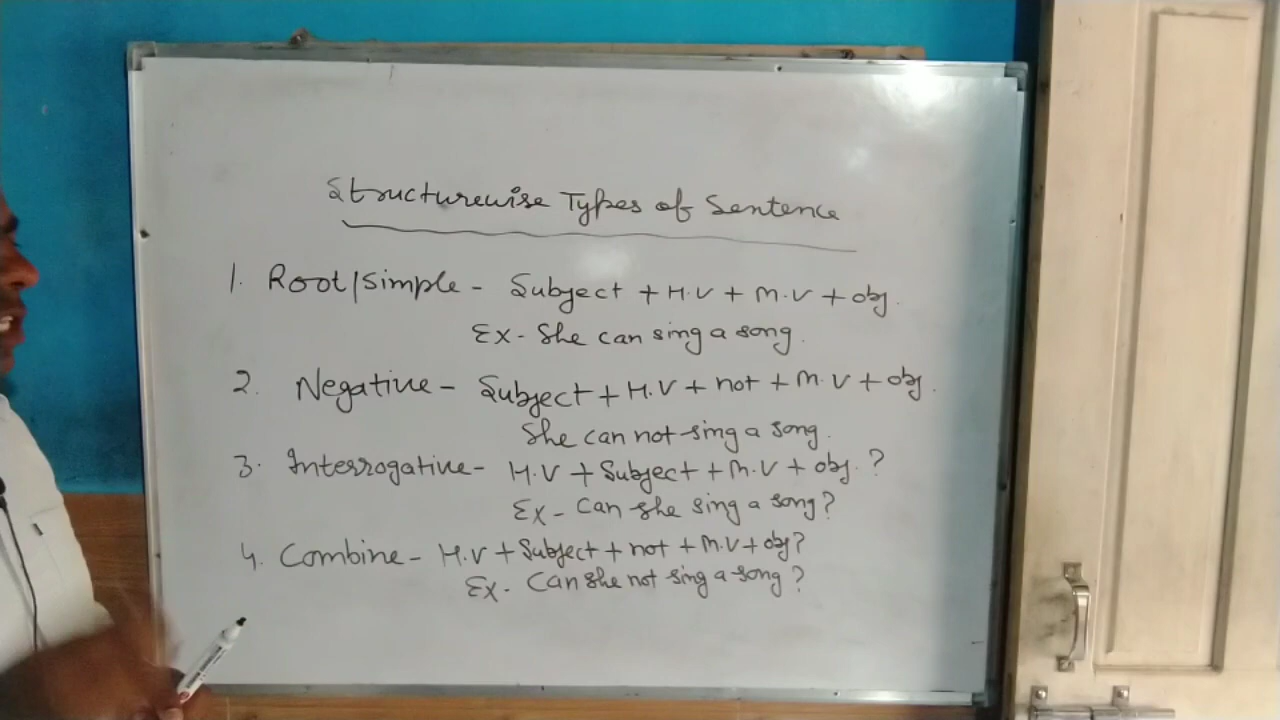 Structurewise Types of Sentence
1. Root/Simple - Subject + H.V + M.V + obj.
Ex - She can sing a song.
2. Negative - Subject + H.V + not + M.V + obj.
She can not sing a song.
3. Interrogative - H.V + Subject + M.V + obj. ?
Ex - Can she sing a song?
4. Combine - H.V + Subject + not + M.V + obj?
Ex. Can she not sing a song?